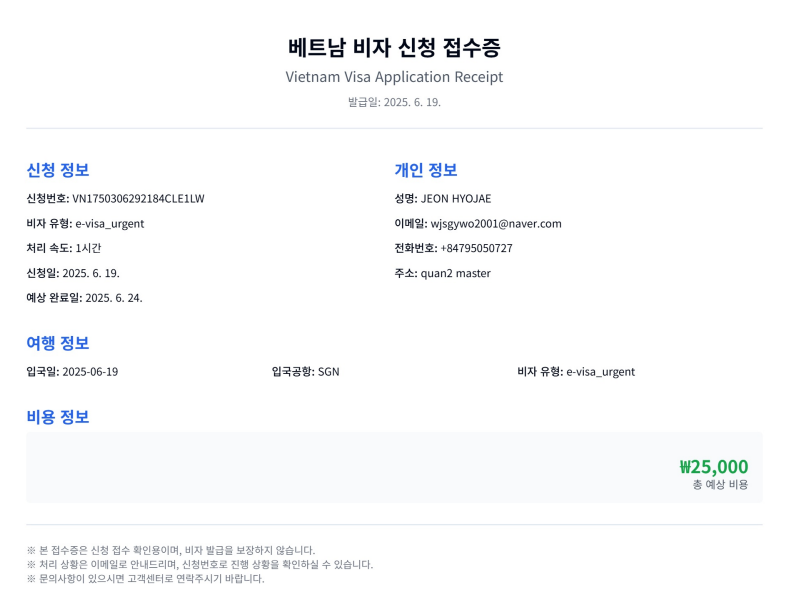 베트남 비자 신청 접수증
Vietnam Visa Application Receipt
발급일: 2025. 6. 19.
신청 정보
신청번호: VN1750306292184CLE1LW
비자 유형: e-visa_urgent
처리 속도: 1시간
신청일: 2025. 6. 19.
예상 완료일: 2025. 6. 24.
개인 정보
성명: JEON HYOJAE
이메일: wjsgywo2001@naver.com
전화번호: +84795050727
주소: quan2 master
여행 정보
입국일: 2025-06-19
입국공항: SGN
비자 유형: e-visa_urgent
비용 정보
₩25,000
총 예상 비용
※ 본 접수증은 신청 접수 확인용이며, 비자 발급을 보장하지 않습니다.
※ 처리 상황은 이메일로 안내드리며, 신청번호로 진행 상황을 확인하실 수 있습니다.
※ 문의사항이 있으시면 고객센터로 연락주시기 바랍니다.